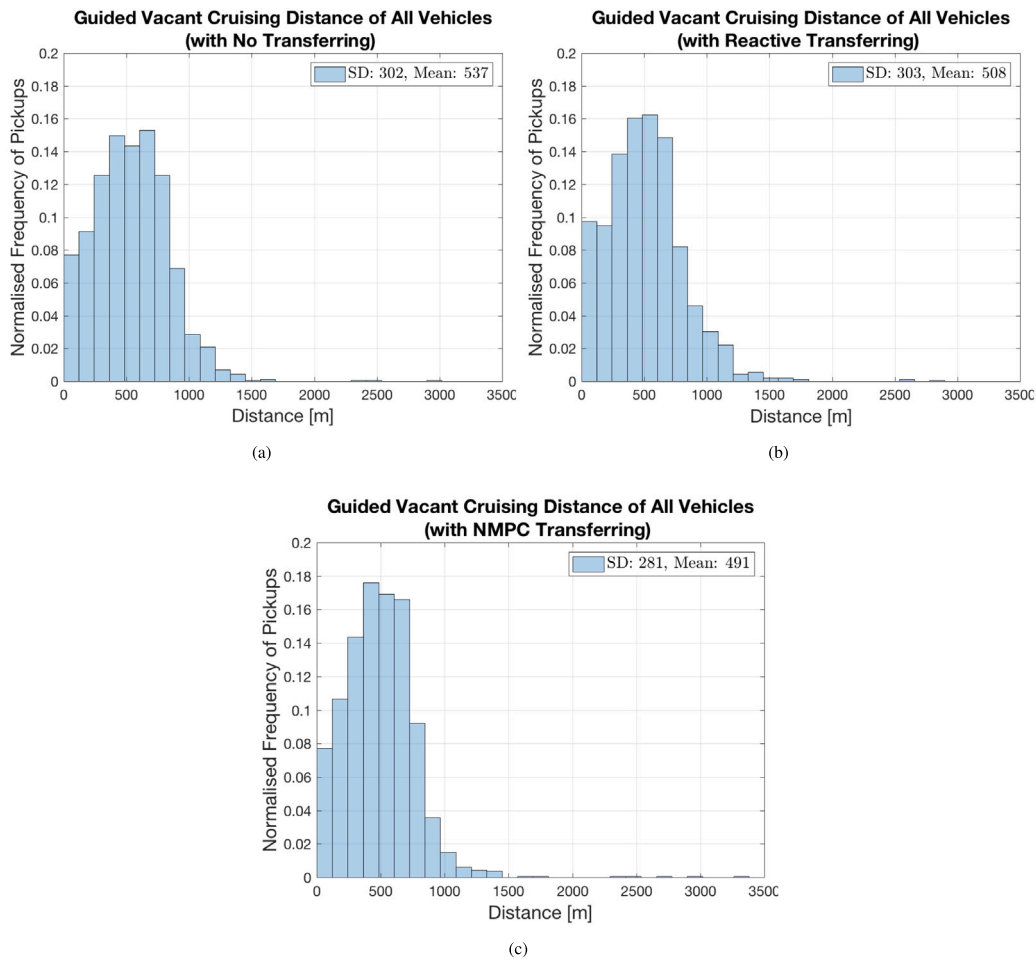 Guided Vacant Cruising Distance of All Vehicles
(with No Transferring)
SD: 302, Mean: 537
Normalised Frequency of Pickups
0.2
0.18
0.16
0.14
0.12
0.1
0.08
0.06
0.04
0.02
0
0 500 1000 1500 2000 2500 3000 3500
Distance [m]
(a)
Guided Vacant Cruising Distance of All Vehicles
(with Reactive Transferring)
SD: 303, Mean: 508
Normalised Frequency of Pickups
0.2
0.18
0.16
0.14
0.12
0.1
0.08
0.06
0.04
0.02
0
0 500 1000 1500 2000 2500 3000 3500
Distance [m]
(b)
Guided Vacant Cruising Distance of All Vehicles
(with NMPC Transferring)
SD: 281, Mean: 491
Normalised Frequency of Pickups
0.2
0.18
0.16
0.14
0.12
0.1
0.08
0.06
0.04
0.02
0
0 500 1000 1500 2000 2500 3000 3500
Distance [m]
(c)